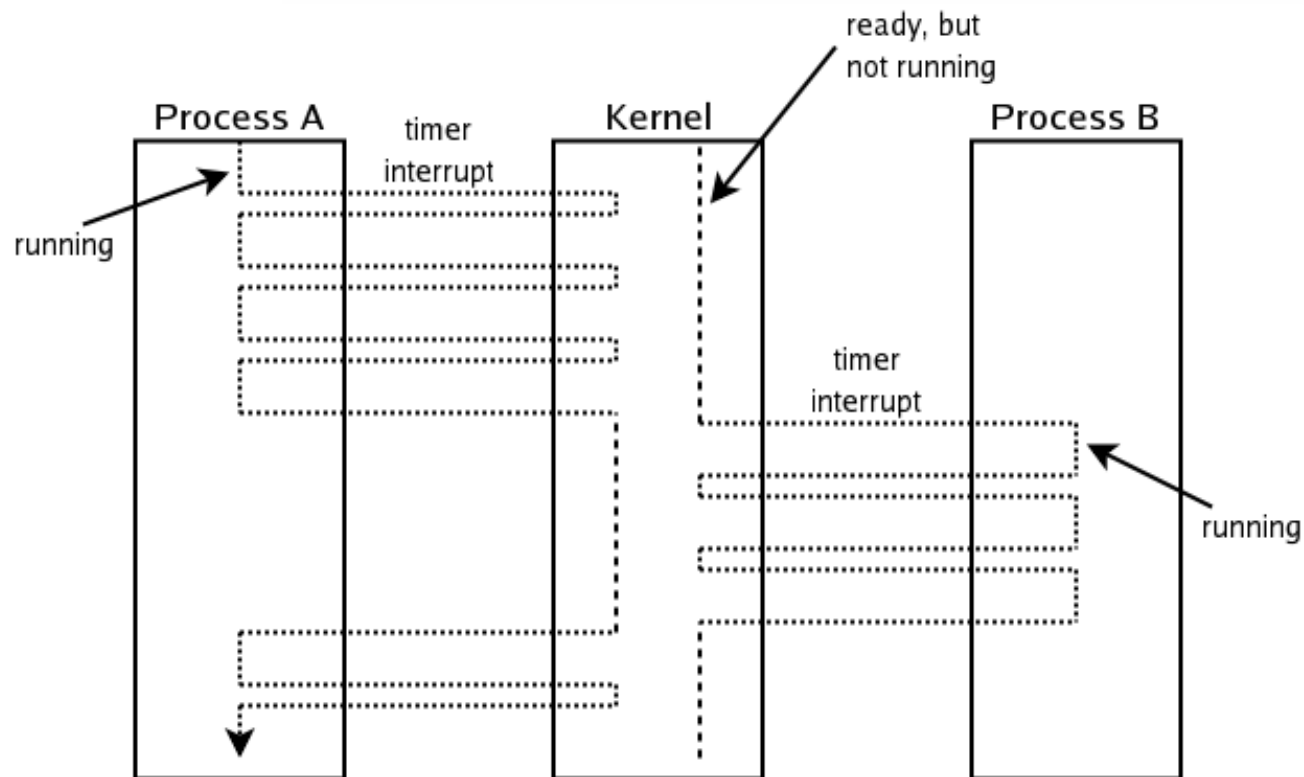 ready, but
not running
Process A
timer
interrupt
Kernel
Process B
running
timer
interrupt
running